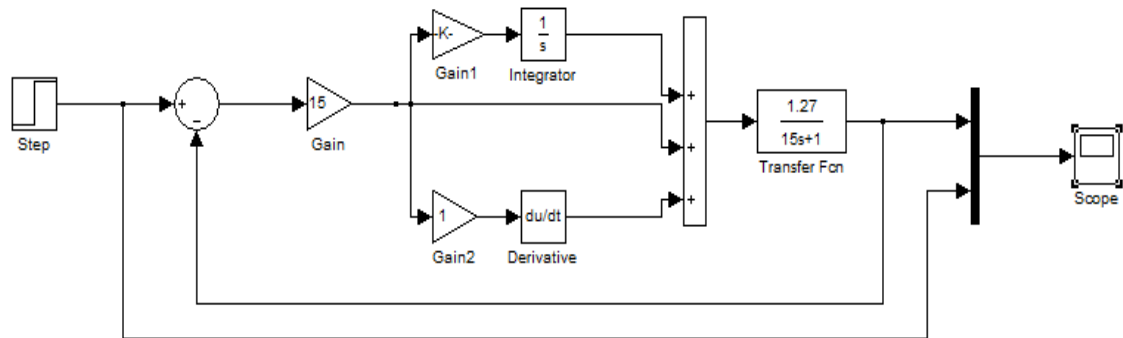 Step
+
−
15
Gain
-K-
Gain1
1
s
Integrator
1
Gain2
du/dt
Derivative
+
+
+
1.27
15s+1
Transfer Fcn
Scope